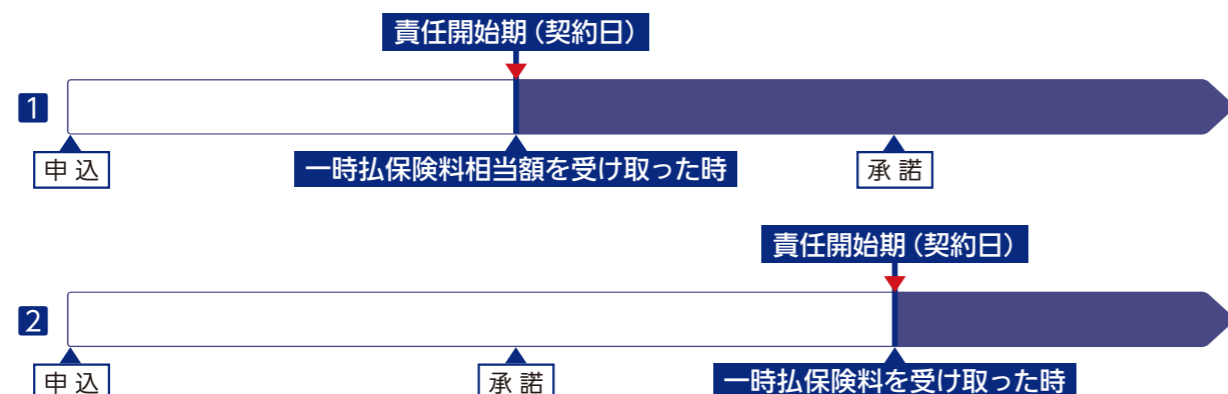 責任開始期（契約日）
1
申込
一時払保険料相当額を受け取った時
承諾
責任開始期（契約日）
2
申込
承諾
一時払保険料を受け取った時